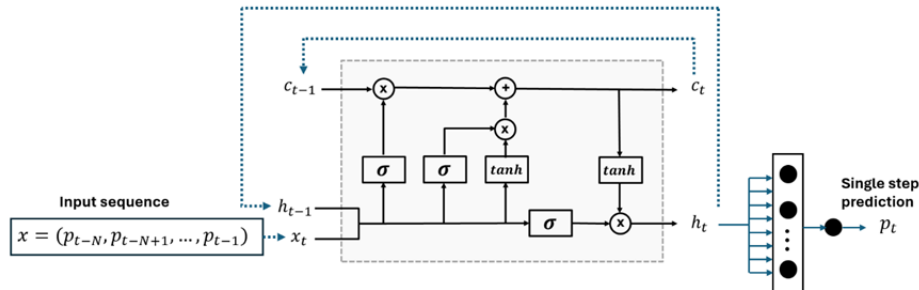 c_{t-1}
x
+
c_t
x
σ
σ
tanh
tanh
Input sequence
x = (p_{t-N}, p_{t-N+1}, ..., p_{t-1})
h_{t-1}
x_t
σ
x
h_t
Single step
prediction
p_t